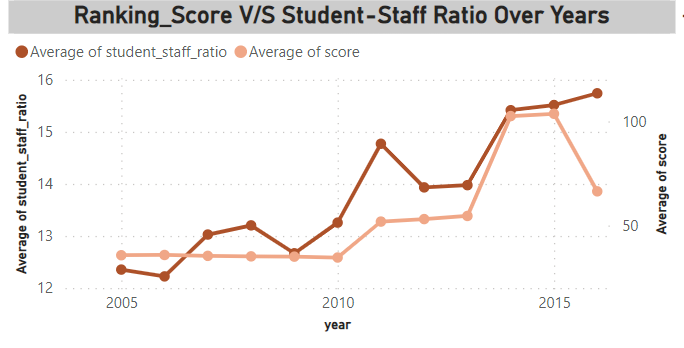 Ranking_Score V/S Student-Staff Ratio Over Years
Average of student_staff_ratio Average of score
16
15
14
13
12
Average of student_staff_ratio
100
50
Average of score
2005 2010 2015
year